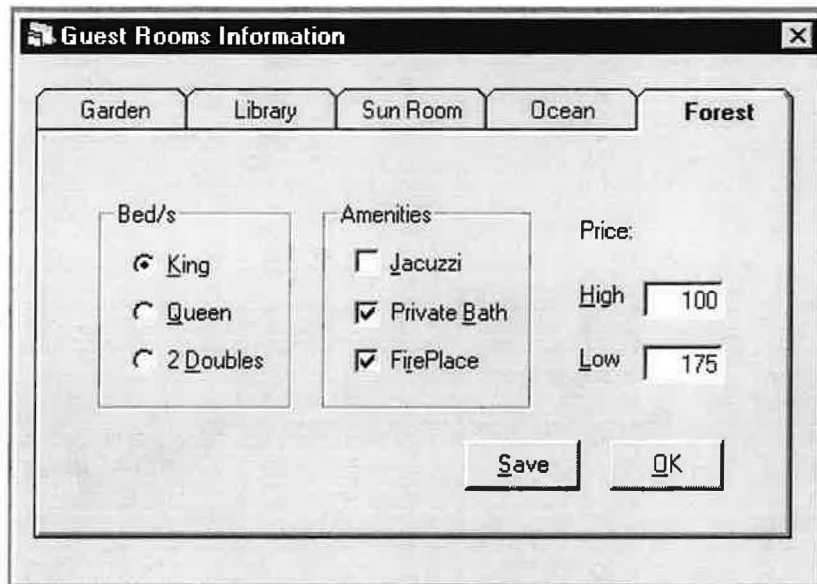 Guest Rooms Information
Garden Library Sun Room Ocean Forest
Bed/s
King
Queen
2 Doubles
Amenities
Jacuzzi
Private Bath
FirePlace
Price:
High 100
Low 175
Save OK